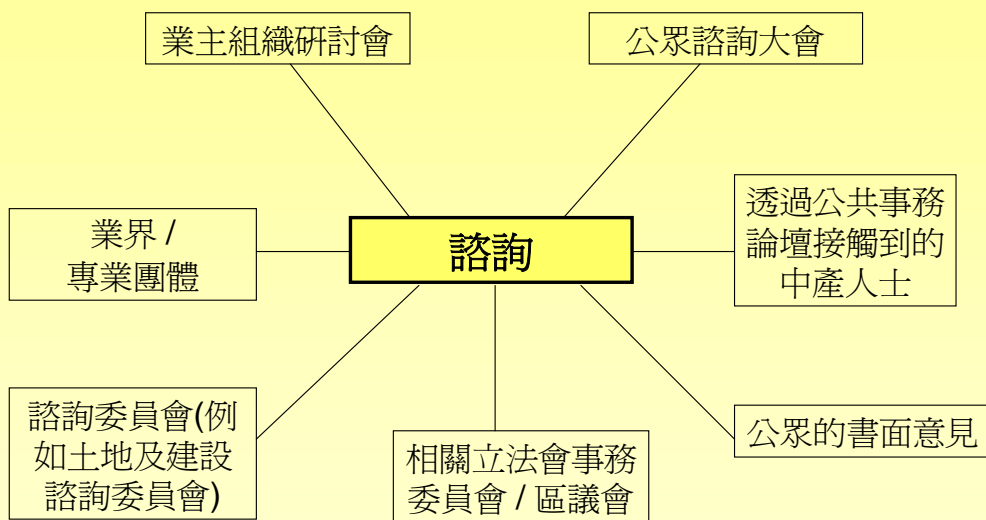 業主組織研討會
公眾諮詢大會
業界 /
專業團體
諮詢
透過公共事務
論壇接觸到的
中產人士
諮詢委員會(例
如土地及建設
諮詢委員會)
相關立法會事務
委員會 / 區議會
公眾的書面意見